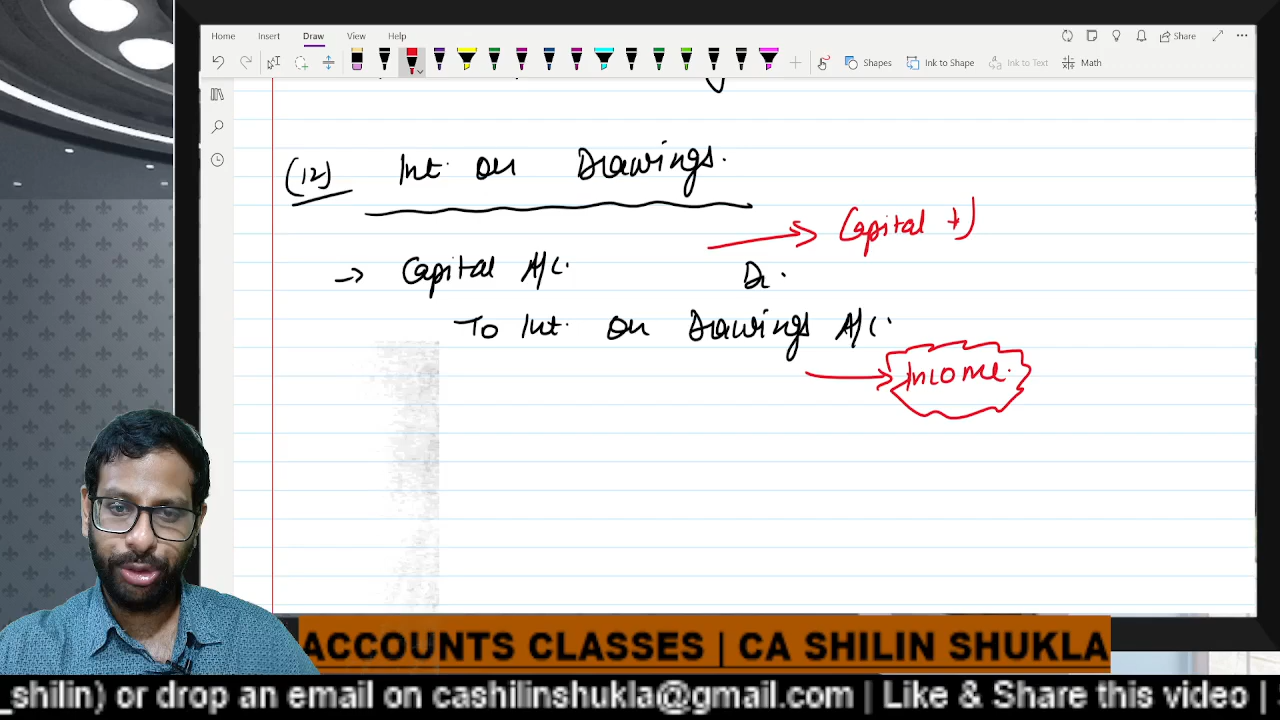 Home Insert Draw View Help
Share
Shapes Ink to Shape Ink to Text Math
(12) Int. on Drawings.
Capital ↓
→ Capital A/c. Dr.
To Int. on Drawings A/c.
Income.
ACCOUNTS CLASSES | CA SHILIN SHUKLA
_shilin) or drop an email on cashilinshukla@gmail.com | Like & Share this video |